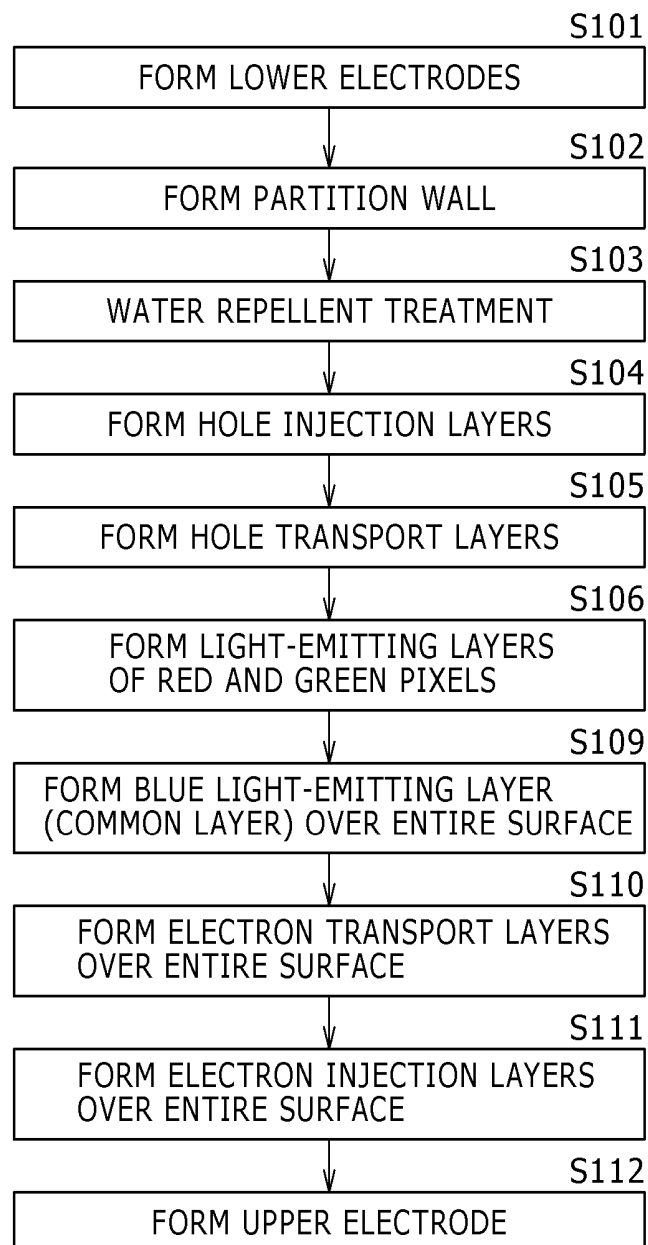 S101
FORM LOWER ELECTRODES
S102
FORM PARTITION WALL
S103
WATER REPELLENT TREATMENT
S104
FORM HOLE INJECTION LAYERS
S105
FORM HOLE TRANSPORT LAYERS
S106
FORM LIGHT-EMITTING LAYERS
OF RED AND GREEN PIXELS
S109
FORM BLUE LIGHT-EMITTING LAYER
(COMMON LAYER) OVER ENTIRE SURFACE
S110
FORM ELECTRON TRANSPORT LAYERS
OVER ENTIRE SURFACE
S111
FORM ELECTRON INJECTION LAYERS
OVER ENTIRE SURFACE
S112
FORM UPPER ELECTRODE